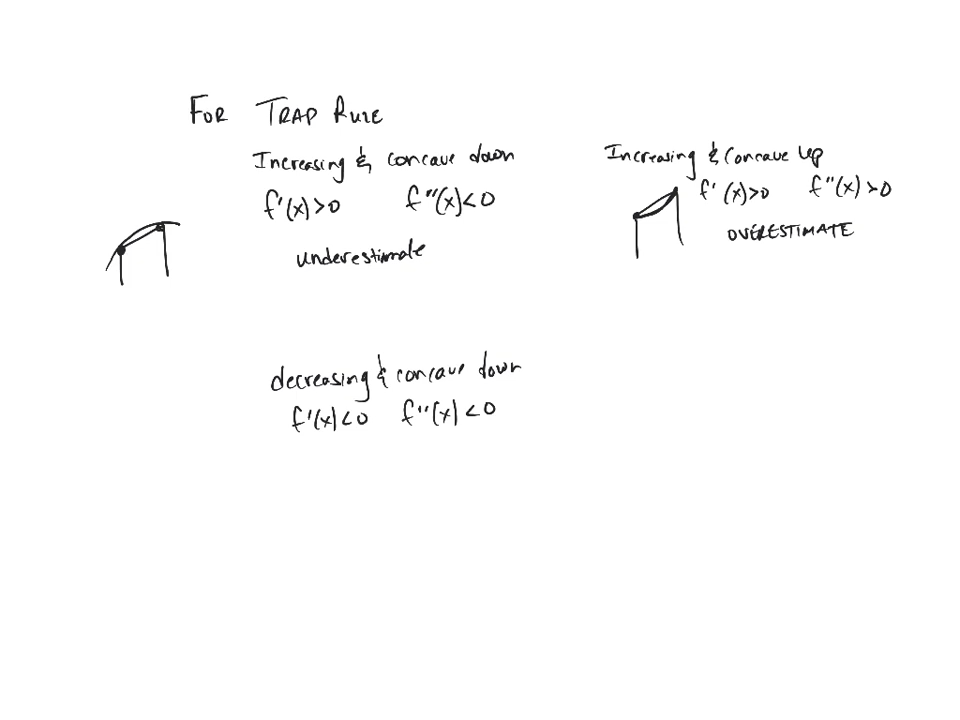 FOR TRAP RULE
Increasing & concave down
f'(x)>0 f"(x)<0
underestimate
Increasing & Concave up
f'(x)>0 f"(x)>0
OVERESTIMATE
decreasing & concave down
f'(x)<0 f"(x)<0